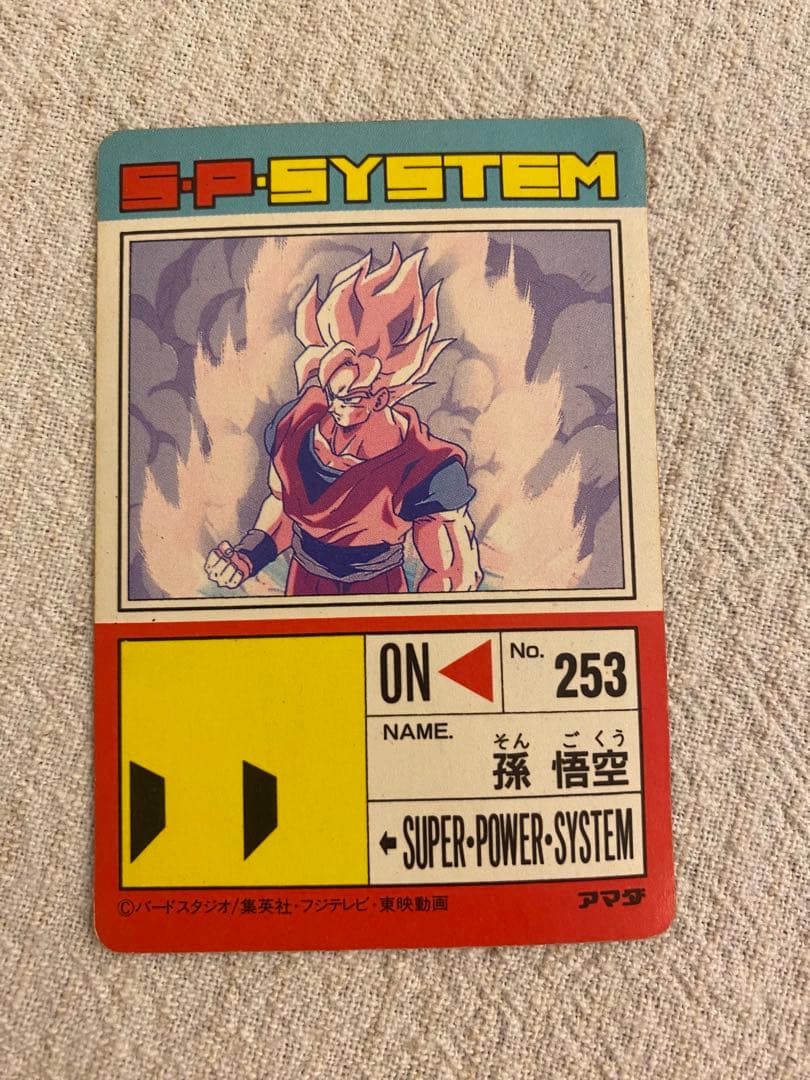 S·P·SYSTEM
ON
No. 253
NAME.
そん ご くう
孫 悟空
SUPER·POWER·SYSTEM
©バードスタジオ/集英社・フジテレビ・東映動画
アマダ